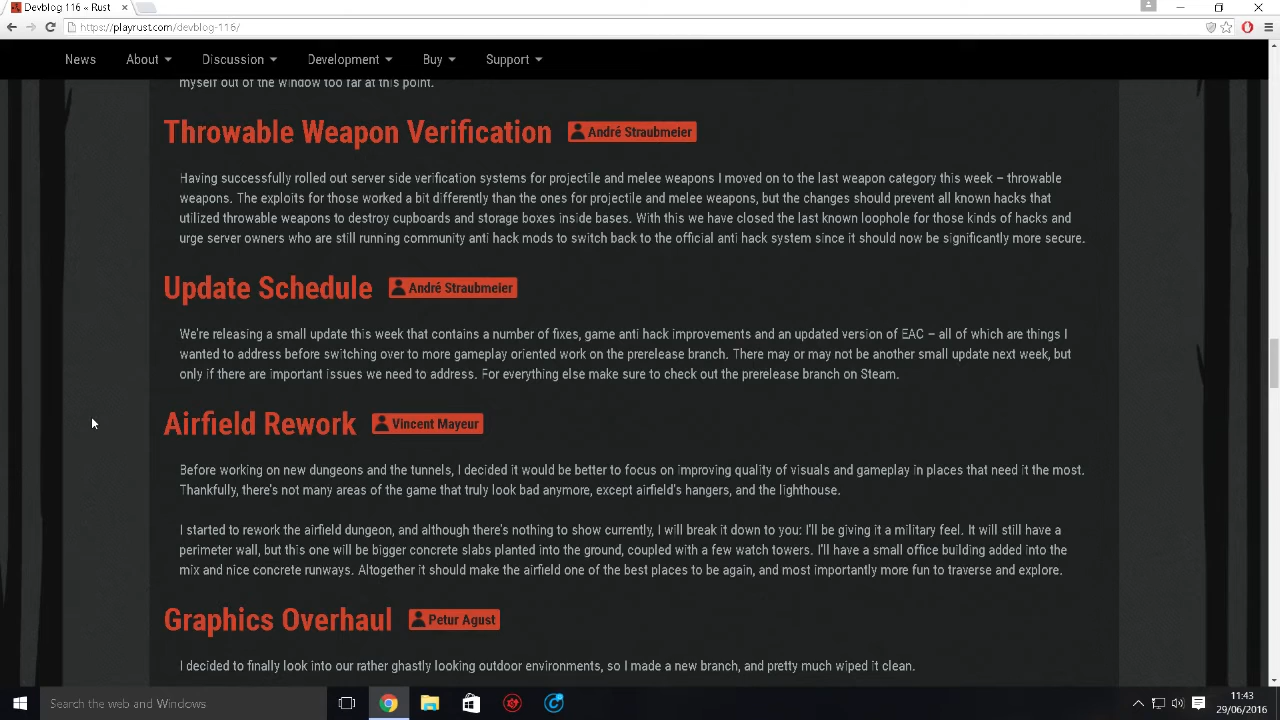 Devblog 116 « Rust
https://playrust.com/devblog-116/
News About Discussion Development Buy Support
myself out of the window too far at this point.
Throwable Weapon Verification André Straubmeier
Having successfully rolled out server side verification systems for projectile and melee weapons I moved on to the last weapon category this week – throwable
weapons. The exploits for those worked a bit differently than the ones for projectile and melee weapons, but the changes should prevent all known hacks that
utilized throwable weapons to destroy cupboards and storage boxes inside bases. With this we have closed the last known loophole for those kinds of hacks and
urge server owners who are still running community anti hack mods to switch back to the official anti hack system since it should now be significantly more secure.
Update Schedule André Straubmeier
We're releasing a small update this week that contains a number of fixes, game anti hack improvements and an updated version of EAC – all of which are things I
wanted to address before switching over to more gameplay oriented work on the prerelease branch. There may or may not be another small update next week, but
only if there are important issues we need to address. For everything else make sure to check out the prerelease branch on Steam.
Airfield Rework Vincent Mayeur
Before working on new dungeons and the tunnels, I decided it would be better to focus on improving quality of visuals and gameplay in places that need it the most.
Thankfully, there's not many areas of the game that truly look bad anymore, except airfield's hangers, and the lighthouse.
I started to rework the airfield dungeon, and although there's nothing to show currently, I will break it down to you: I'll be giving it a military feel. It will still have a
perimeter wall, but this one will be bigger concrete slabs planted into the ground, coupled with a few watch towers. I'll have a small office building added into the
mix and nice concrete runways. Altogether it should make the airfield one of the best places to be again, and most importantly more fun to traverse and explore.
Graphics Overhaul Petur Agust
I decided to finally look into our rather ghastly looking outdoor environments, so I made a new branch, and pretty much wiped it clean.
Search the web and Windows
11:43
29/06/2016